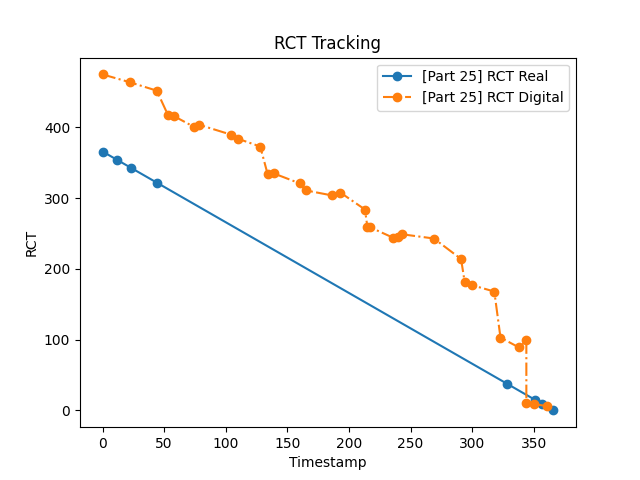 RCT Tracking
[Part 25] RCT Real
[Part 25] RCT Digital
RCT
400
300
200
100
0
0 50 100 150 200 250 300 350
Timestamp